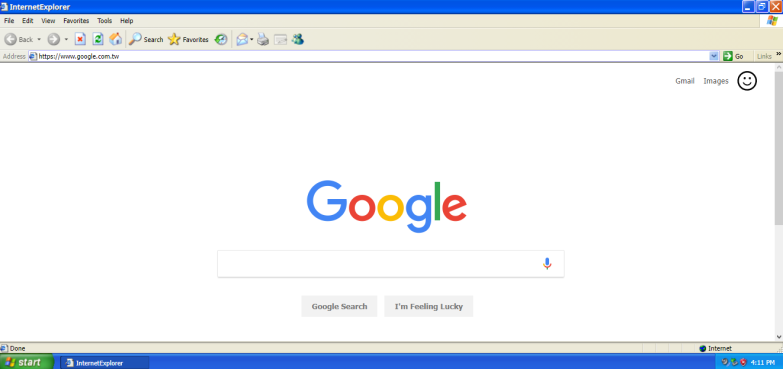 InternetExplorer
File Edit View Favorites Tools Help
Back Search Favorites
Address https://www.google.com.tw Go Links »
Gmail Images
Google
Google Search I'm Feeling Lucky
Done Internet
start InternetExplorer 4:11 PM